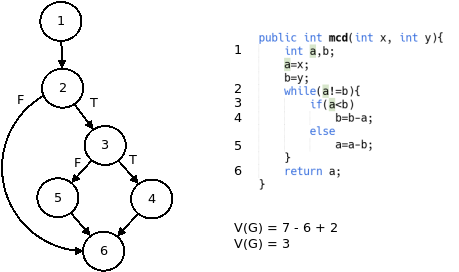 1
2
F
T
3
F
T
5
4
6
public int mcd(int x, int y){
1 int a,b;
a=x;
b=y;
2 while(a!=b){
3 if(a<b)
4 b=b-a;
else
5 a=a-b;
}
6 return a;
}
V(G) = 7 - 6 + 2
V(G) = 3